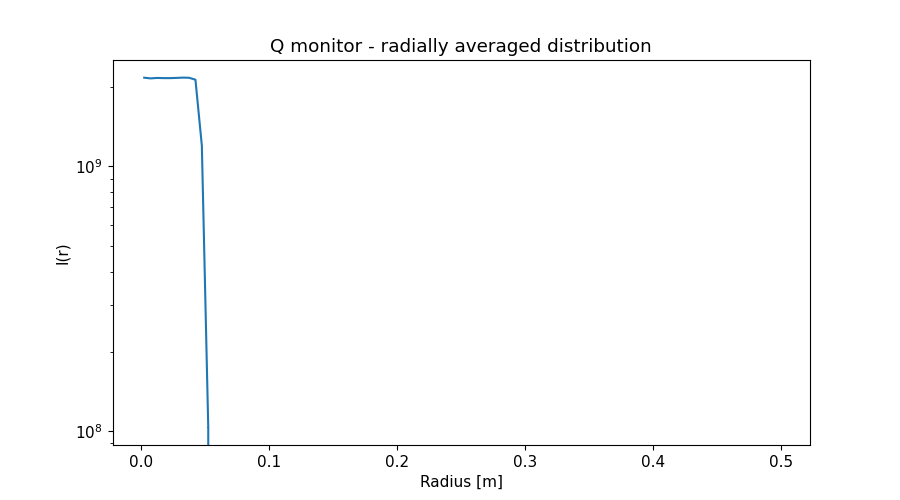 Q monitor - radially averaged distribution
10⁹
I(r)
10⁸
0.0 0.1 0.2 0.3 0.4 0.5
Radius [m]